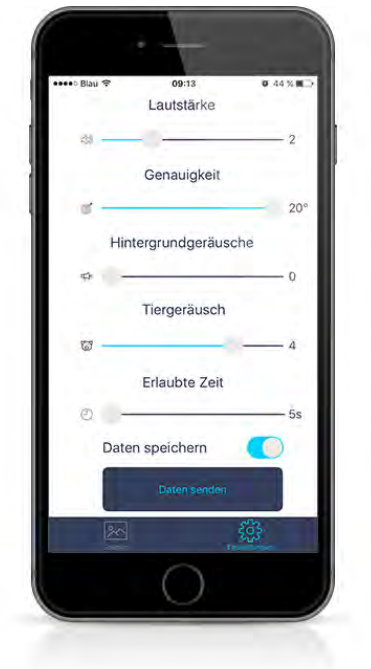 Blau 09:13 44 %
Lautstärke
2
Genauigkeit
20°
Hintergrundgeräusche
0
Tiergeräusch
4
Erlaubte Zeit
5s
Daten speichern
Daten senden